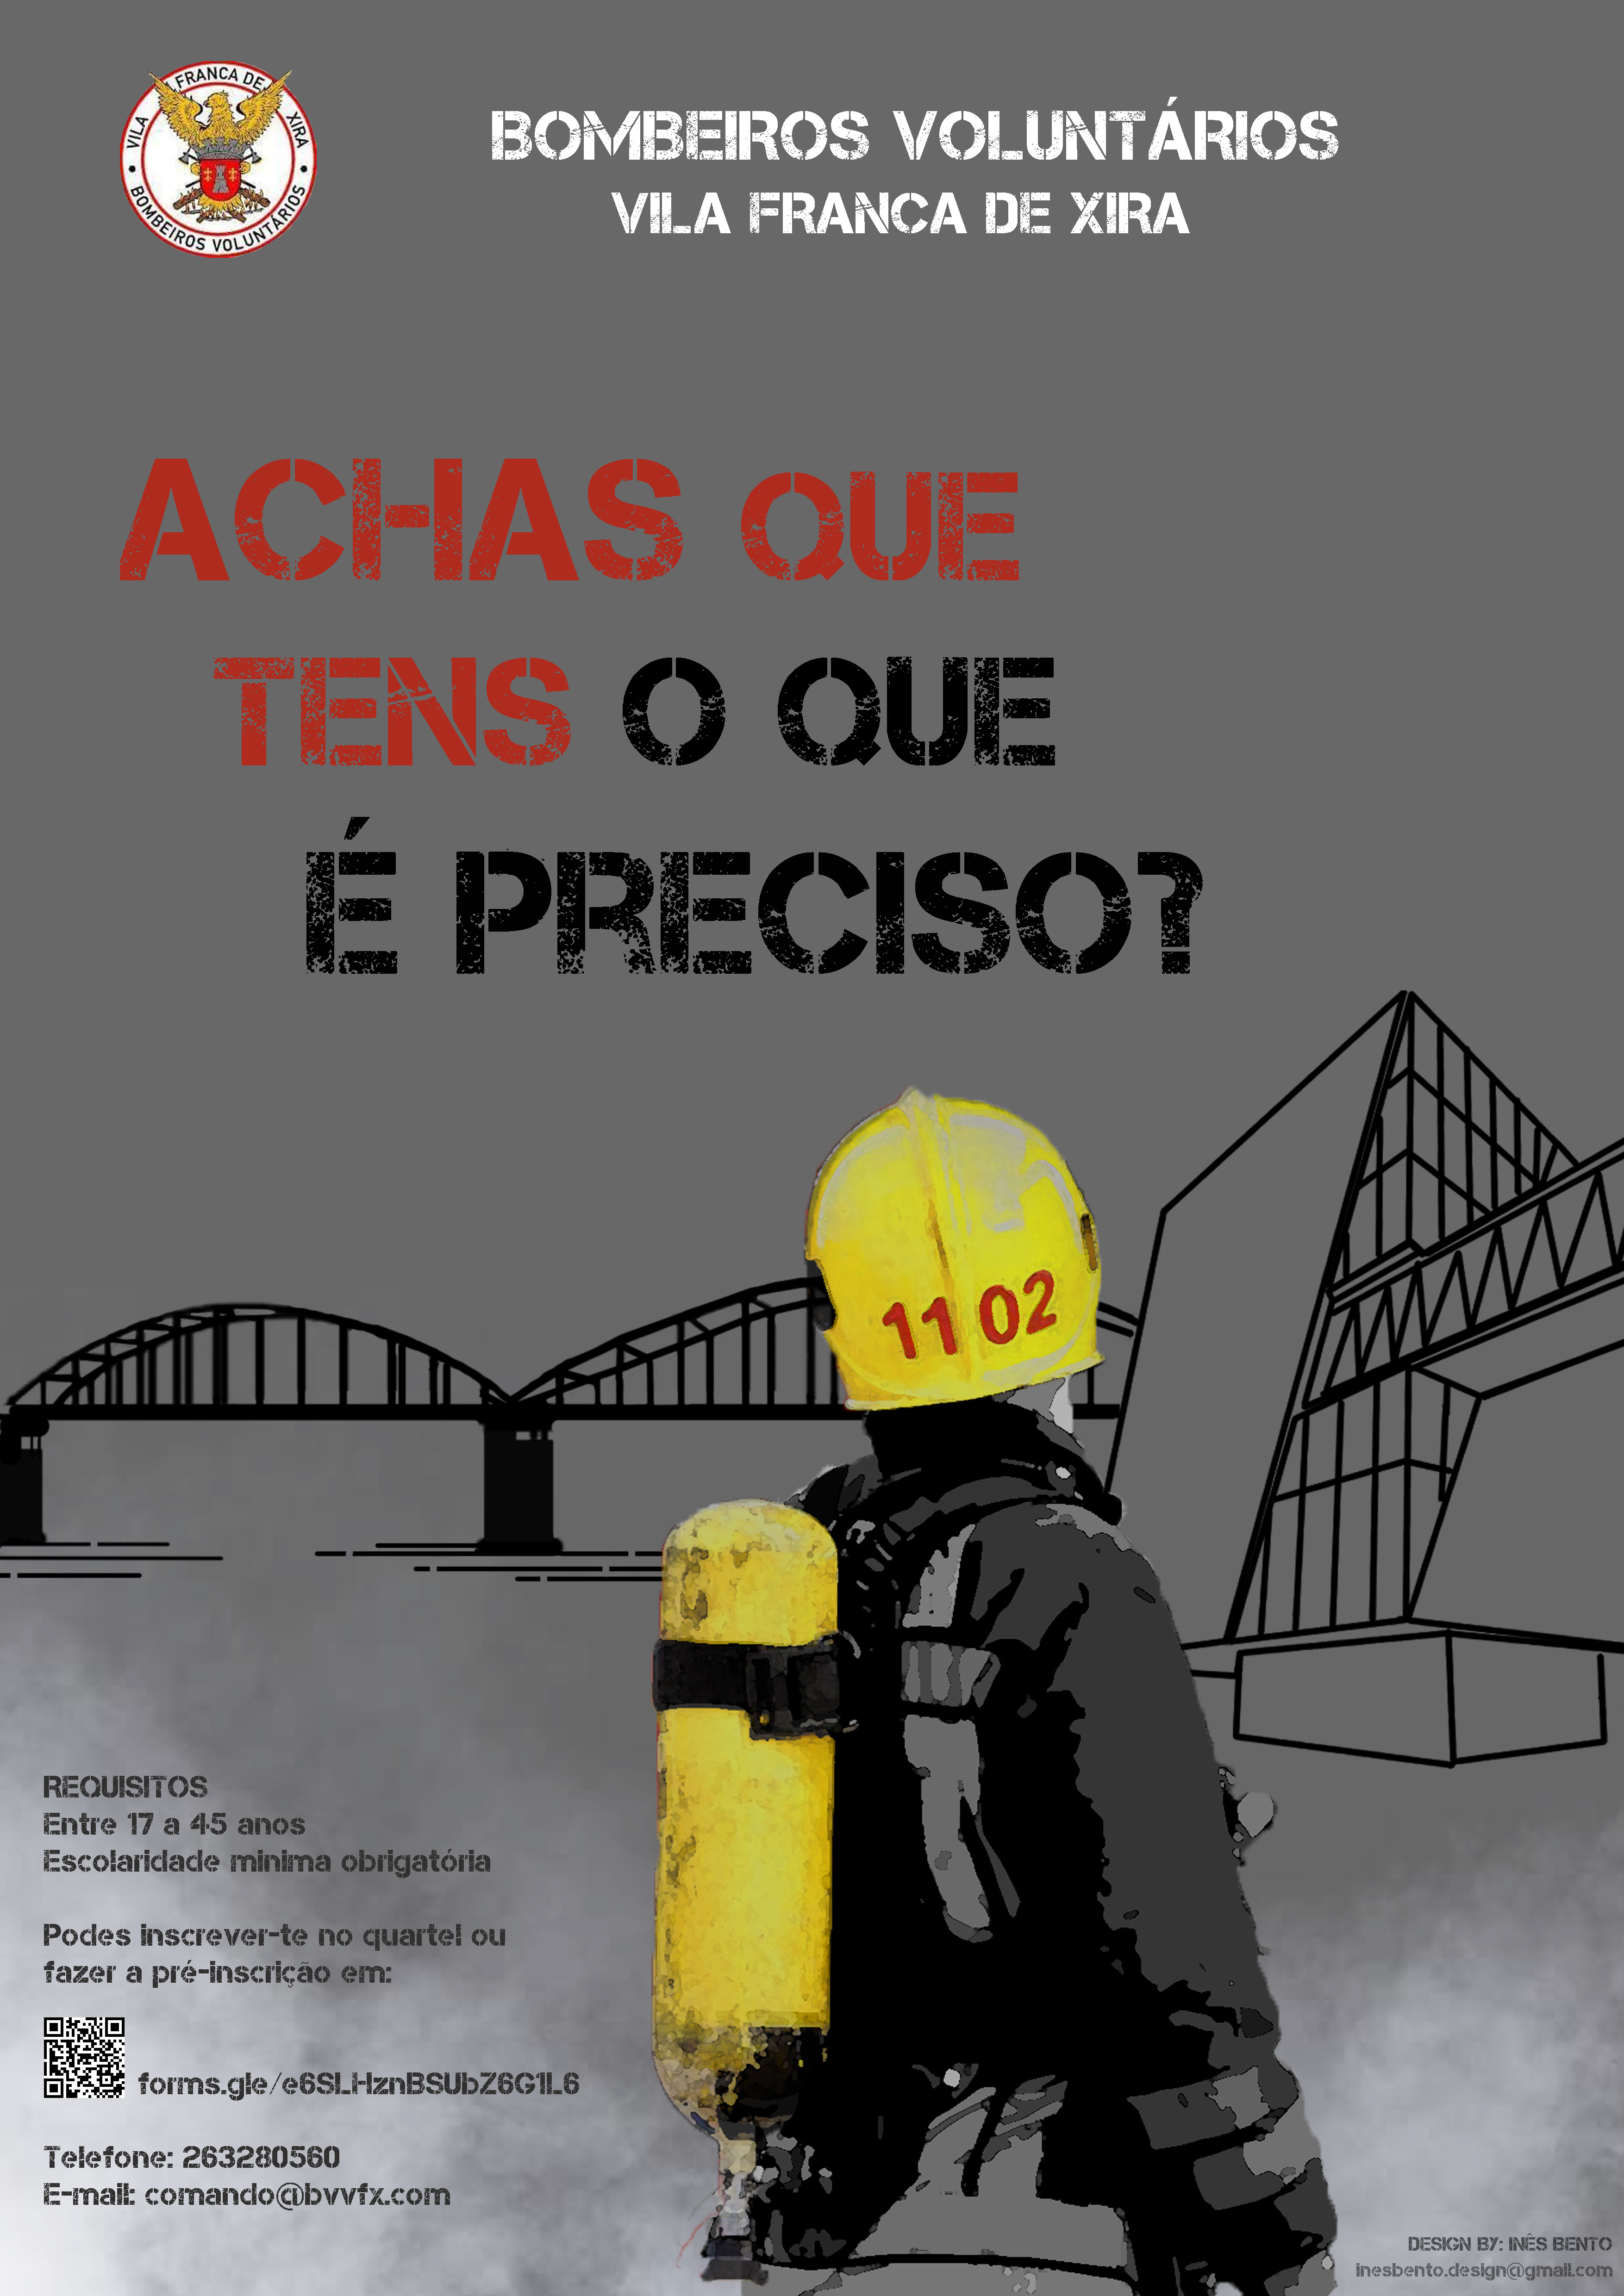 VILA FRANCA DE XIRA
BOMBEIROS VOLUNTÁRIOS
BOMBEIROS VOLUNTÁRIOS
VILA FRANCA DE XIRA
ACHAS QUE
TENS O QUE
É PRECISO?
11 02
REQUISITOS
Entre 17 a 45 anos
Escolaridade minima obrigatória
Podes inscrever-te no quartel ou
fazer a pré-inscrição em:
forms.gle/e6SLHznBSUbZ6G1L6
Telefone: 263280560
E-mail: comando@bvvfx.com
DESIGN BY: INÊS BENTO
inesbento.design@gmail.com